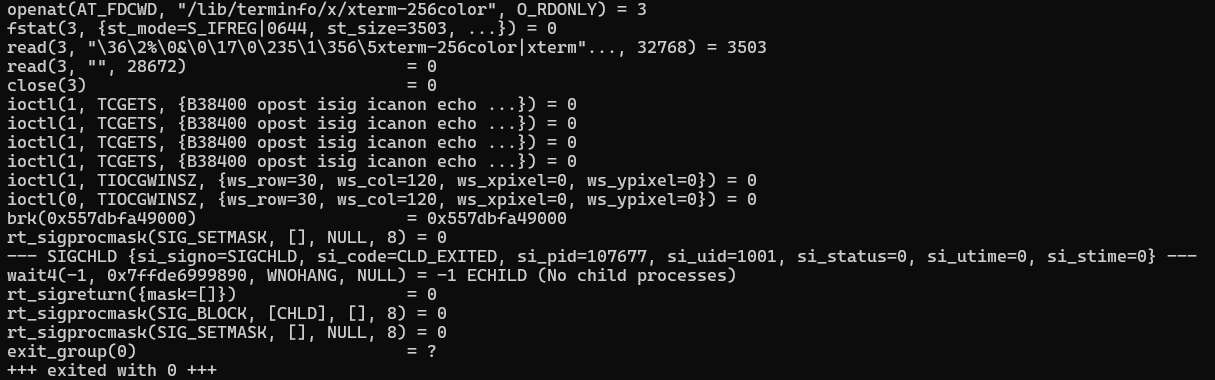 openat(AT_FDCWD, "/lib/terminfo/x/xterm-256color", O_RDONLY) = 3
fstat(3, {st_mode=S_IFREG|0644, st_size=3503, ...}) = 0
read(3, "\36\2%\0&\0\17\0\235\1\356\5xterm-256color|xterm"..., 32768) = 3503
read(3, "", 28672)                       = 0
close(3)                                = 0
ioctl(1, TCGETS, {B38400 opost isig icanon echo ...}) = 0
ioctl(1, TCGETS, {B38400 opost isig icanon echo ...}) = 0
ioctl(1, TCGETS, {B38400 opost isig icanon echo ...}) = 0
ioctl(1, TCGETS, {B38400 opost isig icanon echo ...}) = 0
ioctl(1, TIOCGWINSZ, {ws_row=30, ws_col=120, ws_xpixel=0, ws_ypixel=0}) = 0
ioctl(0, TIOCGWINSZ, {ws_row=30, ws_col=120, ws_xpixel=0, ws_ypixel=0}) = 0
brk(0x557dbfa49000)                     = 0x557dbfa49000
rt_sigprocmask(SIG_SETMASK, [], NULL, 8) = 0
--- SIGCHLD {si_signo=SIGCHLD, si_code=CLD_EXITED, si_pid=107677, si_uid=1001, si_status=0, si_utime=0, si_stime=0} ---
wait4(-1, 0x7ffde6999890, WNOHANG, NULL) = -1 ECHILD (No child processes)
rt_sigreturn({mask=[]})                 = 0
rt_sigprocmask(SIG_BLOCK, [CHLD], [], 8) = 0
rt_sigprocmask(SIG_SETMASK, [], NULL, 8) = 0
exit_group(0)                           = ?
+++ exited with 0 +++